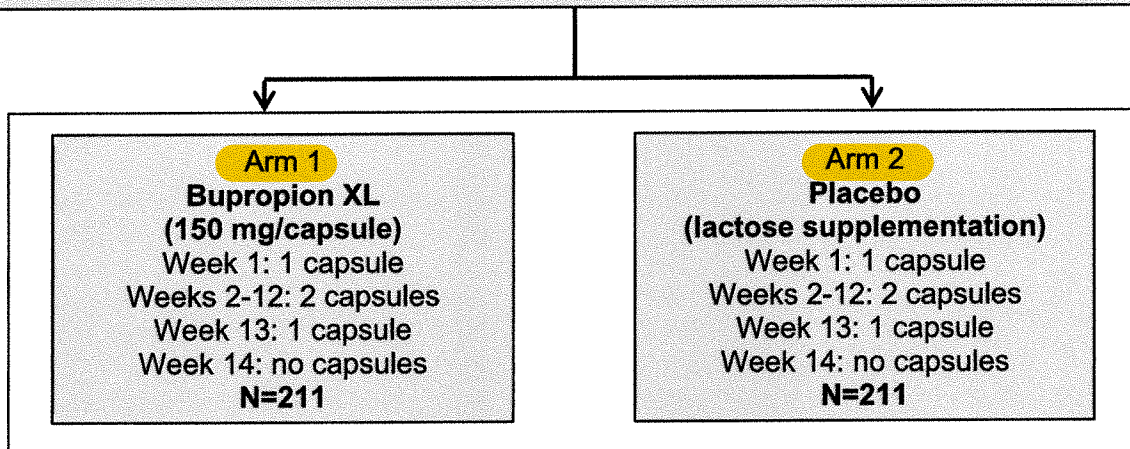 Arm 1
Bupropion XL
(150 mg/capsule)
Week 1: 1 capsule
Weeks 2-12: 2 capsules
Week 13: 1 capsule
Week 14: no capsules
N=211
Arm 2
Placebo
(lactose supplementation)
Week 1: 1 capsule
Weeks 2-12: 2 capsules
Week 13: 1 capsule
Week 14: no capsules
N=211